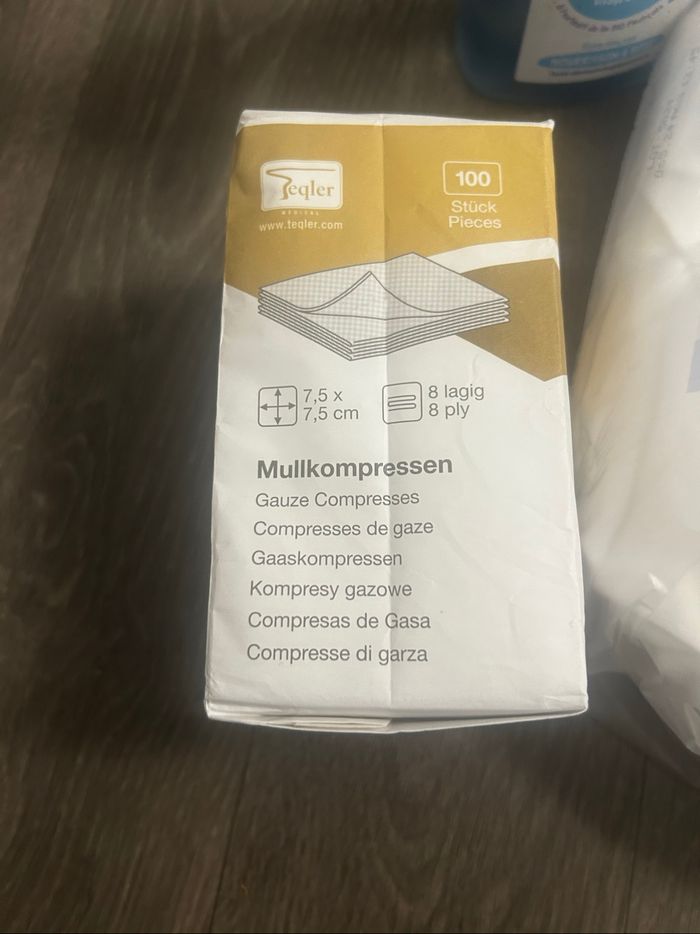 Teqler
MEDICAL
www.teqler.com
100
Stück
Pieces
7,5 x
7,5 cm
8 lagig
8 ply
Mullkompressen
Gauze Compresses
Compresses de gaze
Gaaskompressen
Kompresy gazowe
Compresas de Gasa
Compresse di garza